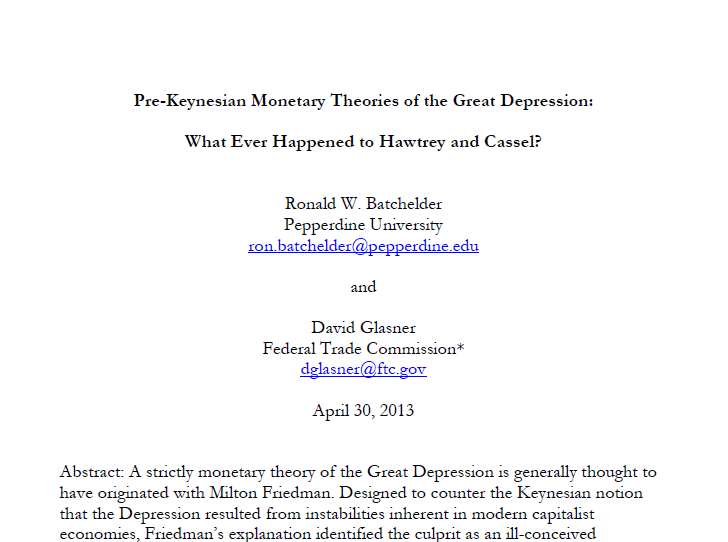 Pre-Keynesian Monetary Theories of the Great Depression:
What Ever Happened to Hawtrey and Cassel?
Ronald W. Batchelder
Pepperdine University
ron.batchelder@pepperdine.edu
and
David Glasner
Federal Trade Commission*
dglasner@ftc.gov
April 30, 2013
Abstract: A strictly monetary theory of the Great Depression is generally thought to
have originated with Milton Friedman. Designed to counter the Keynesian notion
that the Depression resulted from instabilities inherent in modern capitalist
economies, Friedman’s explanation identified the culprit as an ill-conceived